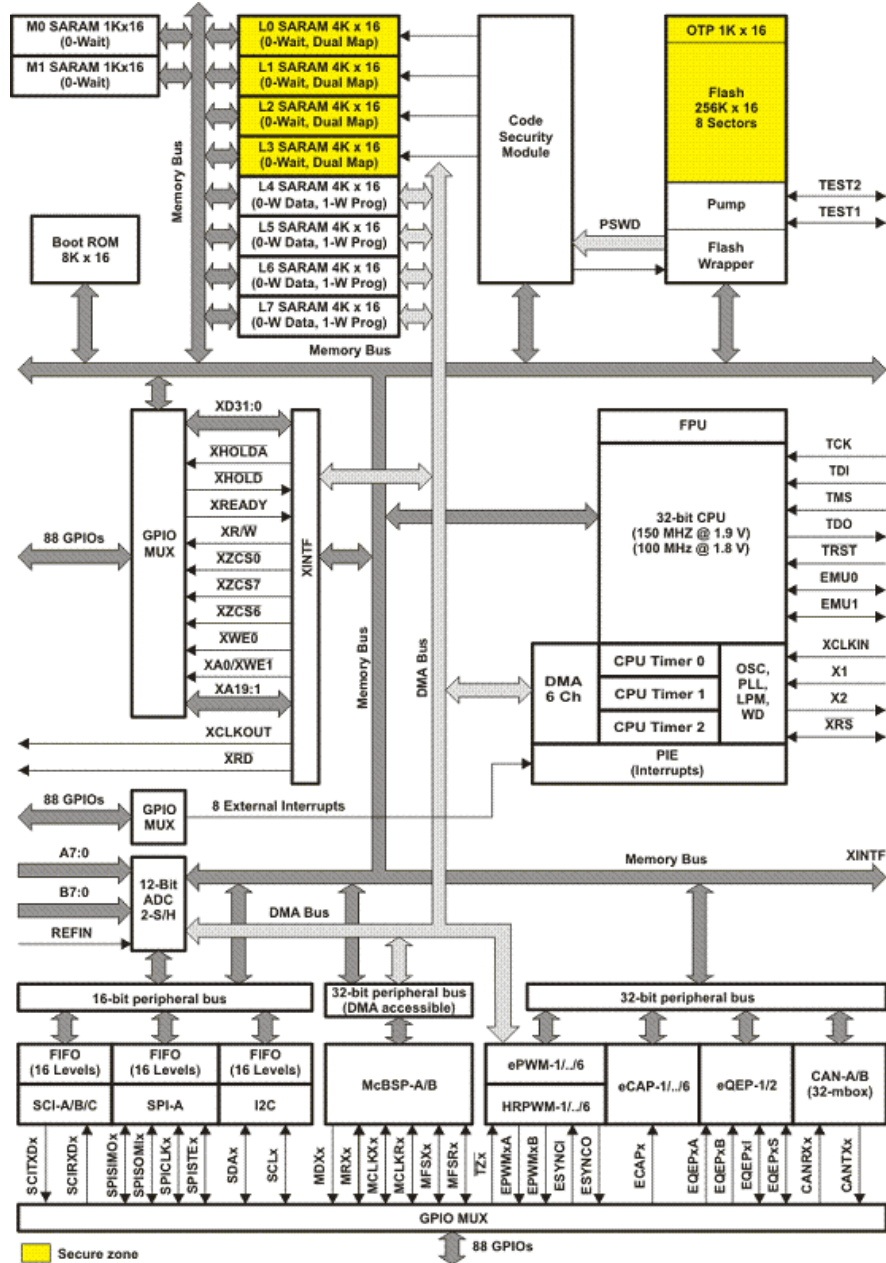 M0 SARAM 1Kx16
(0-Wait)
M1 SARAM 1Kx16
(0-Wait)
Memory Bus
L0 SARAM 4K x 16
(0-Wait, Dual Map)
L1 SARAM 4K x 16
(0-Wait, Dual Map)
L2 SARAM 4K x 16
(0-Wait, Dual Map)
L3 SARAM 4K x 16
(0-Wait, Dual Map)
L4 SARAM 4K x 16
(0-W Data, 1-W Prog)
L5 SARAM 4K x 16
(0-W Data, 1-W Prog)
L6 SARAM 4K x 16
(0-W Data, 1-W Prog)
L7 SARAM 4K x 16
(0-W Data, 1-W Prog)
Code
Security
Module
OTP 1K x 16
Flash
256K x 16
8 Sectors
Pump
Flash
Wrapper
TEST2
TEST1
PSWD
Boot ROM
8K x 16
Memory Bus
XD31:0
XHOLDA
XHOLD
XREADY
XR/W
XZCS0
XZCS7
XZCS6
XWE0
XA0/XWE1
XA19:1
XCLKOUT
XRD
88 GPIOs
GPIO
MUX
XINTF
Memory Bus
DMA Bus
FPU
32-bit CPU
(150 MHZ @ 1.9 V)
(100 MHz @ 1.8 V)
DMA
6 Ch
CPU Timer 0
CPU Timer 1
CPU Timer 2
OSC,
PLL,
LPM,
WD
PIE
(Interrupts)
TCK
TDI
TMS
TDO
TRST
EMU0
EMU1
XCLKIN
X1
X2
XRS
88 GPIOs
GPIO
MUX
8 External Interrupts
A7:0
B7:0
REFIN
12-Bit
ADC
2-S/H
Memory Bus
XINTF
DMA Bus
16-bit peripheral bus
32-bit peripheral bus
(DMA accessible)
32-bit peripheral bus
FIFO
(16 Levels)
FIFO
(16 Levels)
FIFO
(16 Levels)
SCI-A/B/C
SPI-A
I2C
McBSP-A/B
ePWM-1/../6
HRPWM-1/../6
eCAP-1/../6
eQEP-1/2
CAN-A/B
(32-mbox)
SCITXDx
SCIRXDx
SPISIMOx
SPISOMIx
SPICLKx
SPISTEx
SDAx
SCLx
MDXx
MRXx
MCLKXx
MCLKRx
MFSXx
MFSRx
TZx
EPWMxA
EPWMxB
ESYNCI
ESYNCO
ECAPx
EQEPxA
EQEPxB
EQEPxI
EQEPxS
CANRXx
CANTXx
GPIO MUX
88 GPIOs
Secure zone